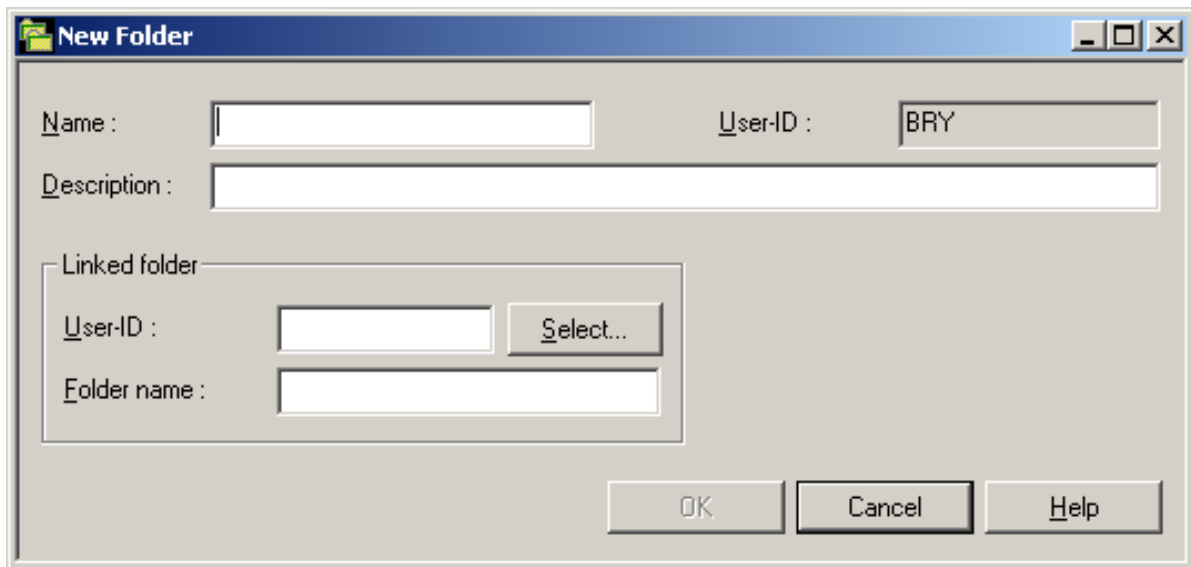 New Folder
Name :
User-ID :
BRY
Description :
Linked folder
User-ID :
Select...
Folder name :
OK
Cancel
Help